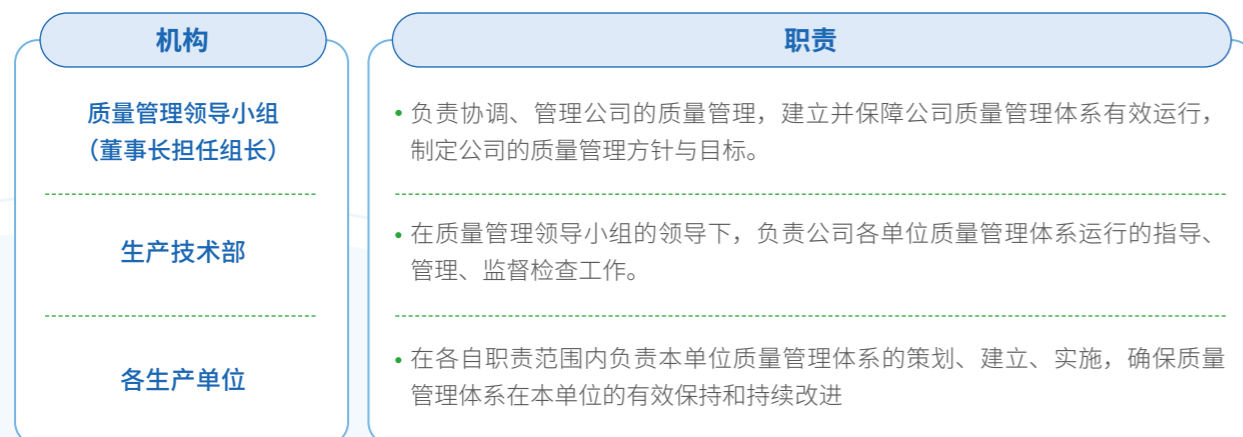 机构
职责
质量管理领导小组
（董事长担任组长）
• 负责协调、管理公司的质量管理，建立并保障公司质量管理体系有效运行，
制定公司的质量管理方针与目标。
生产技术部
• 在质量管理领导小组的领导下，负责公司各单位质量管理体系运行的指导、
管理、监督检查工作。
各生产单位
• 在各自职责范围内负责本单位质量管理体系的策划、建立、实施，确保质量
管理体系在本单位的有效保持和持续改进